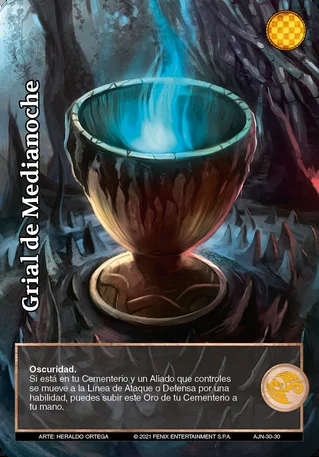 Grial de Medianoche
Oscuridad.
Si está en tu Cementerio y un Aliado que controles
se mueve a la Línea de Ataque o Defensa por una
habilidad, puedes subir este Oro de tu Cementerio a
tu mano.
ARTE: HERALDO ORTEGA © 2021 FENIX ENTERTAINMENT S.P.A. AJN-30-30